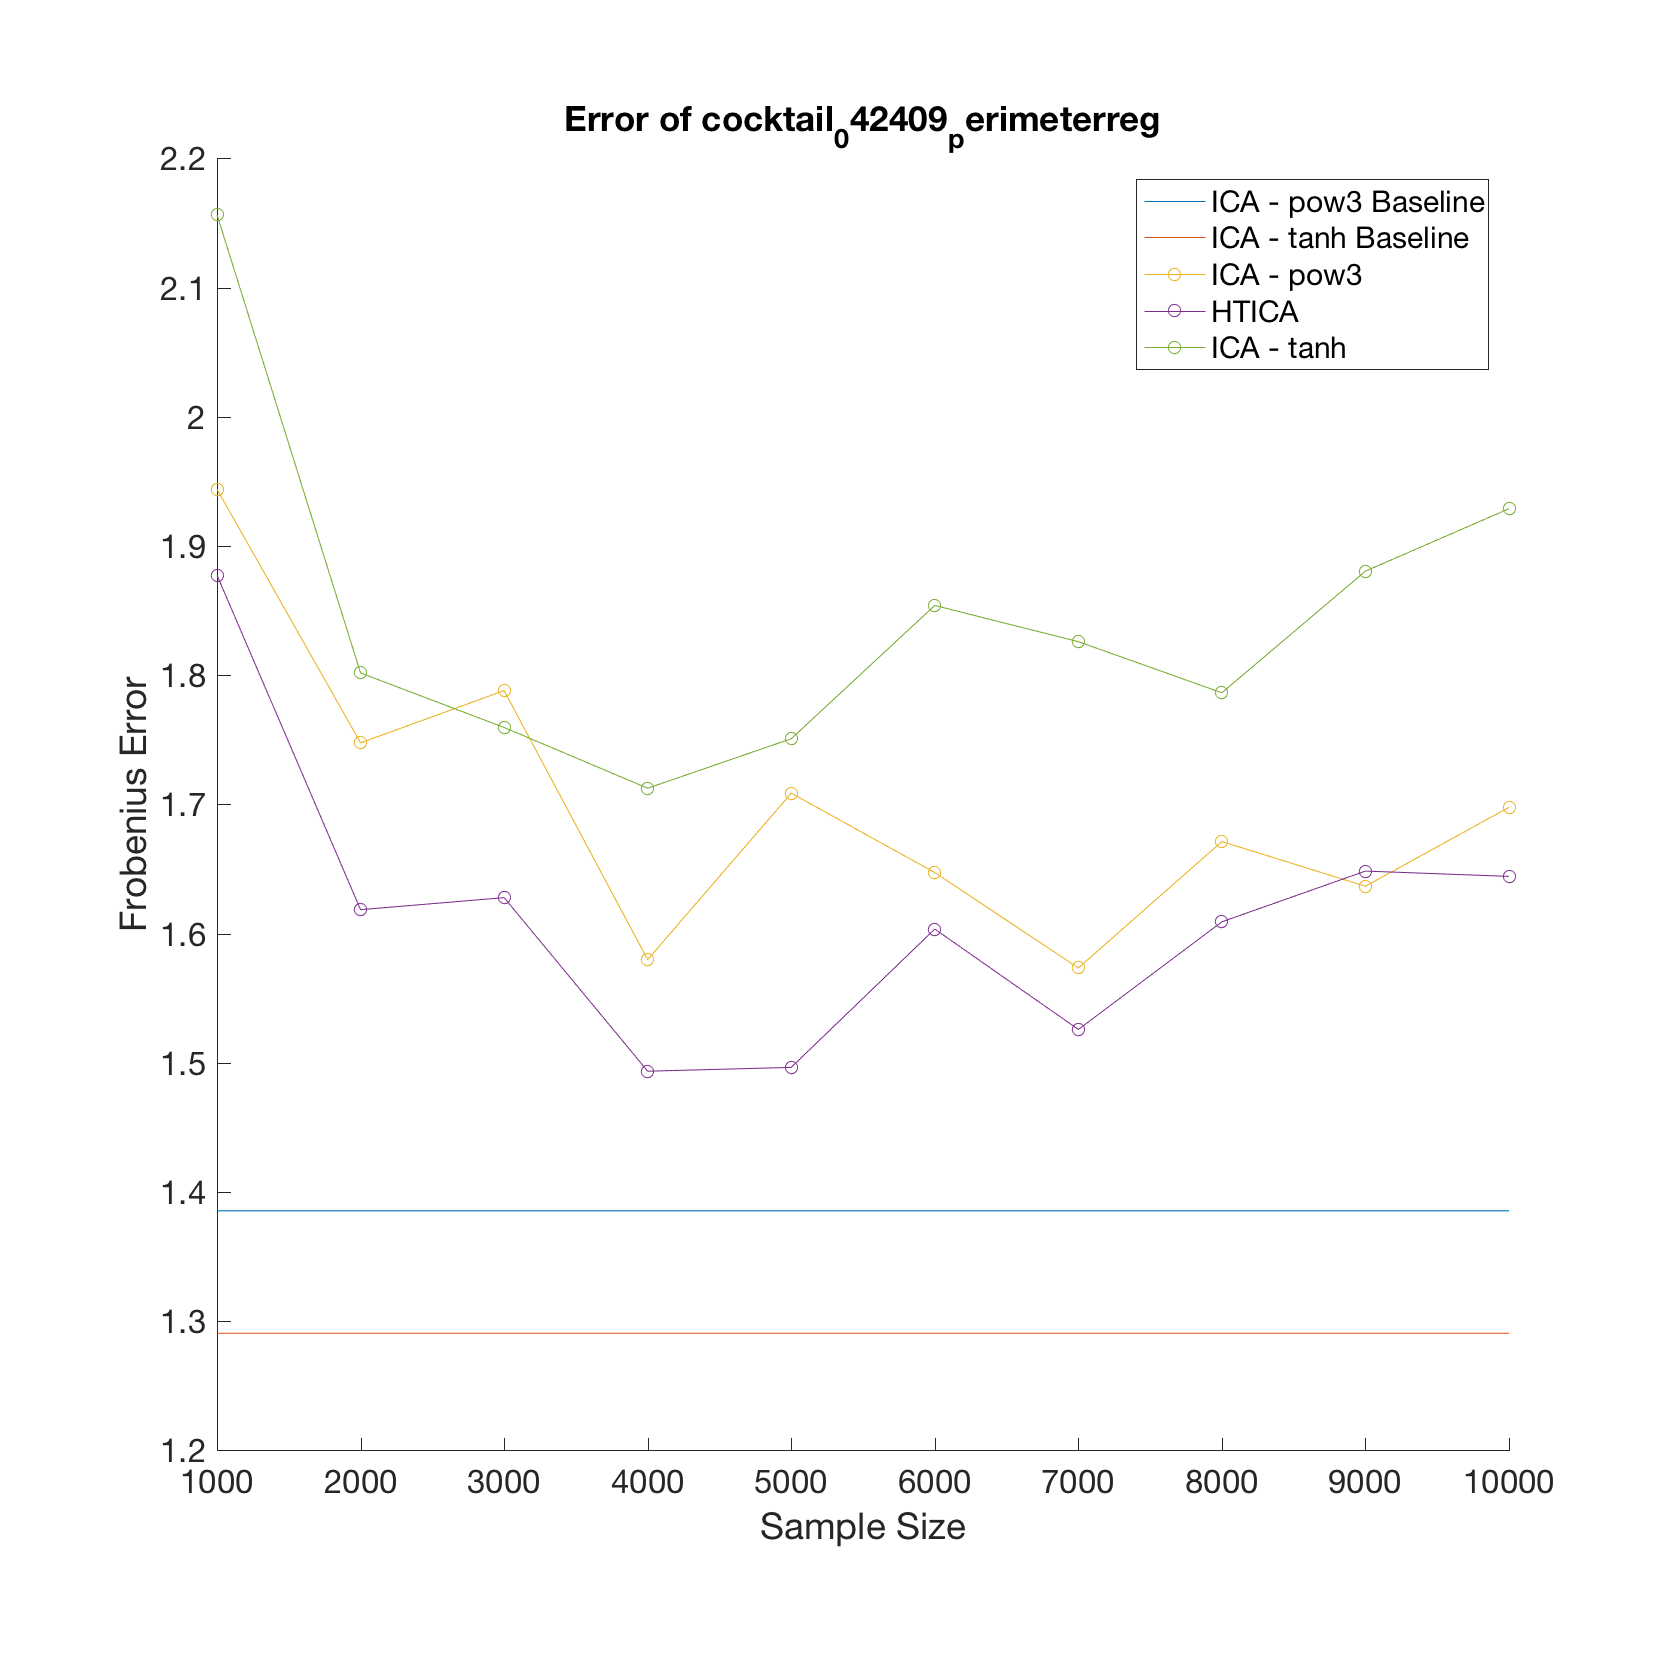 Error of cocktail_042409_perimeterreg
2.2
2.1
2
1.9
1.8
1.7
1.6
1.5
1.4
1.3
1.2
Frobenius Error
ICA - pow3 Baseline
ICA - tanh Baseline
ICA - pow3
HTICA
ICA - tanh
1000 2000 3000 4000 5000 6000 7000 8000 9000 10000
Sample Size